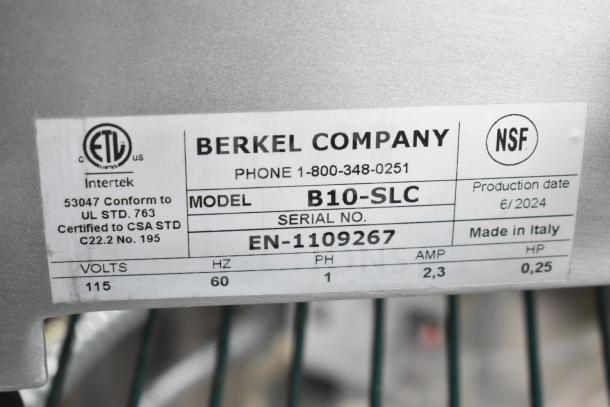 C ETL US
Intertek
53047 Conform to
UL STD. 763
Certified to CSA STD
C22.2 No. 195
BERKEL COMPANY
PHONE 1-800-348-0251
MODEL B10-SLC
SERIAL NO.
EN-1109267
NSF
Production date
6/2024
Made in Italy
VOLTS HZ PH AMP HP
115 60 1 2,3 0,25